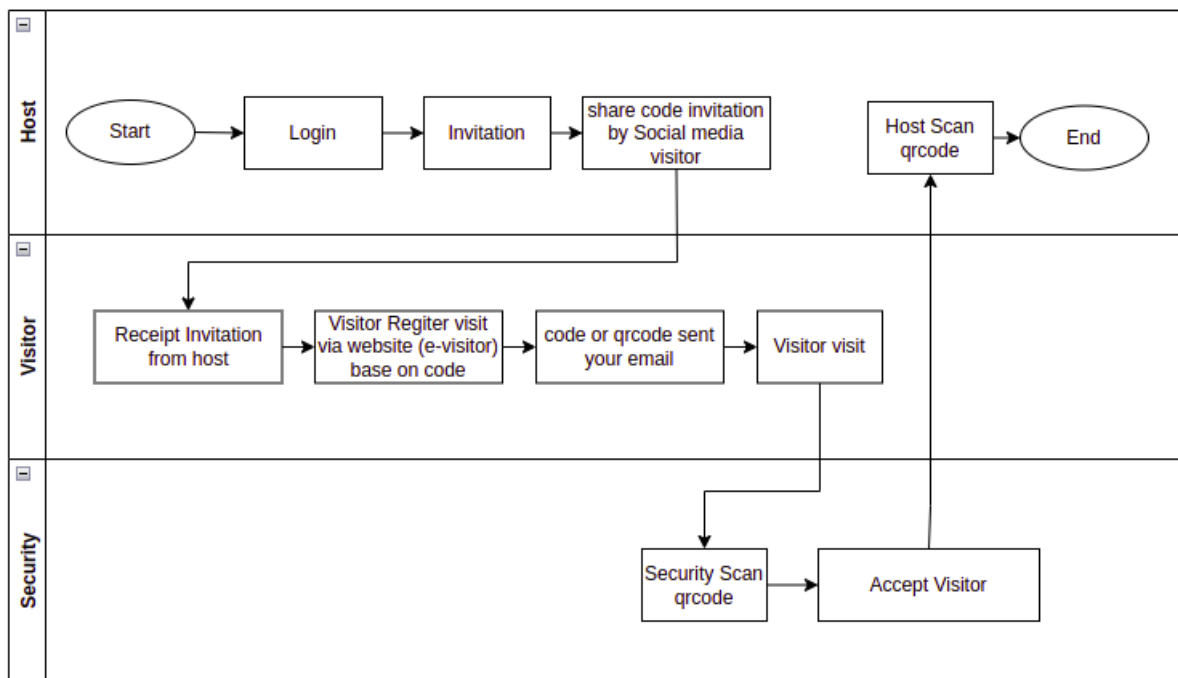 Host
Start
Login
Invitation
share code invitation
by Social media
visitor
Host Scan
qrcode
End
Visitor
Receipt Invitation
from host
Visitor Regiter visit
via website (e-visitor)
base on code
code or qrcode sent
your email
Visitor visit
Security
Security Scan
qrcode
Accept Visitor